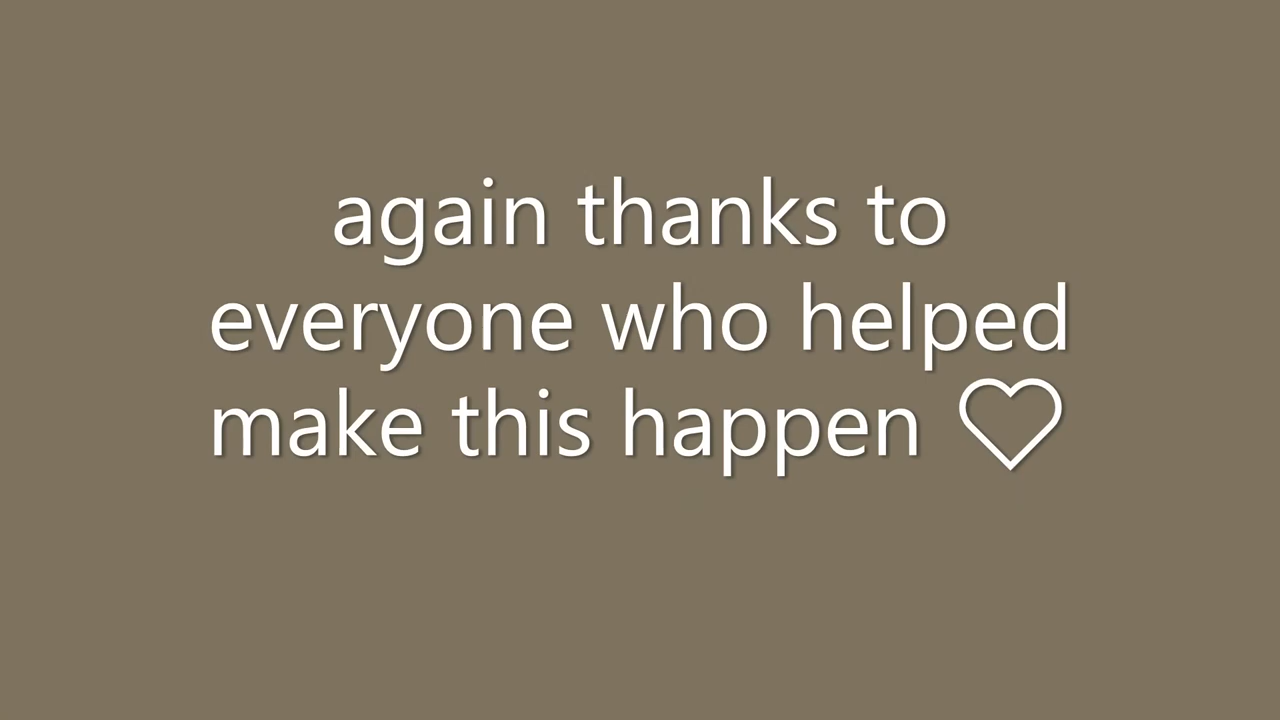 again thanks to
everyone who helped
make this happen ♡